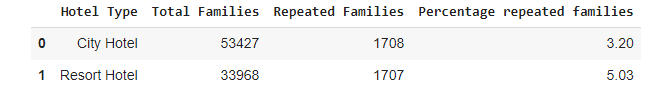 Hotel Type Total Families Repeated Families Percentage repeated families
0 City Hotel 53427 1708 3.20
1 Resort Hotel 33968 1707 5.03